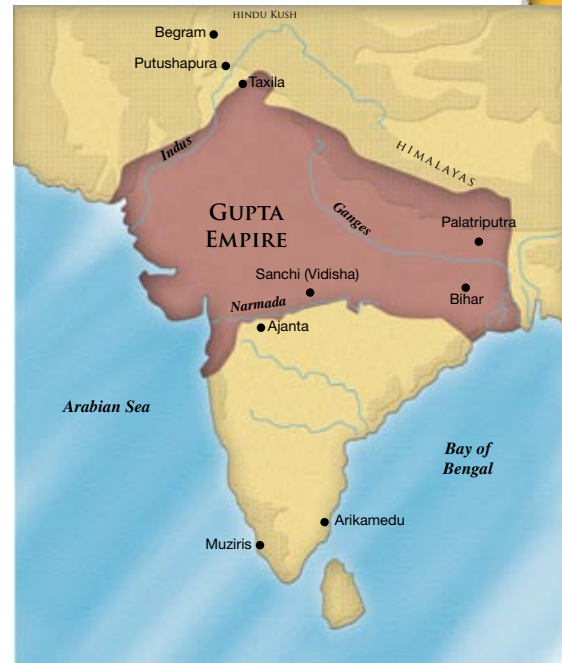 HINDU KUSH
Begram
Putushapura
Taxila
Indus
HIMALAYAS
GUPTA
EMPIRE
Ganges
Palatriputra
Sanchi (Vidisha)
Narmada
Bihar
Ajanta
Arabian Sea
Bay of
Bengal
Arikamedu
Muziris